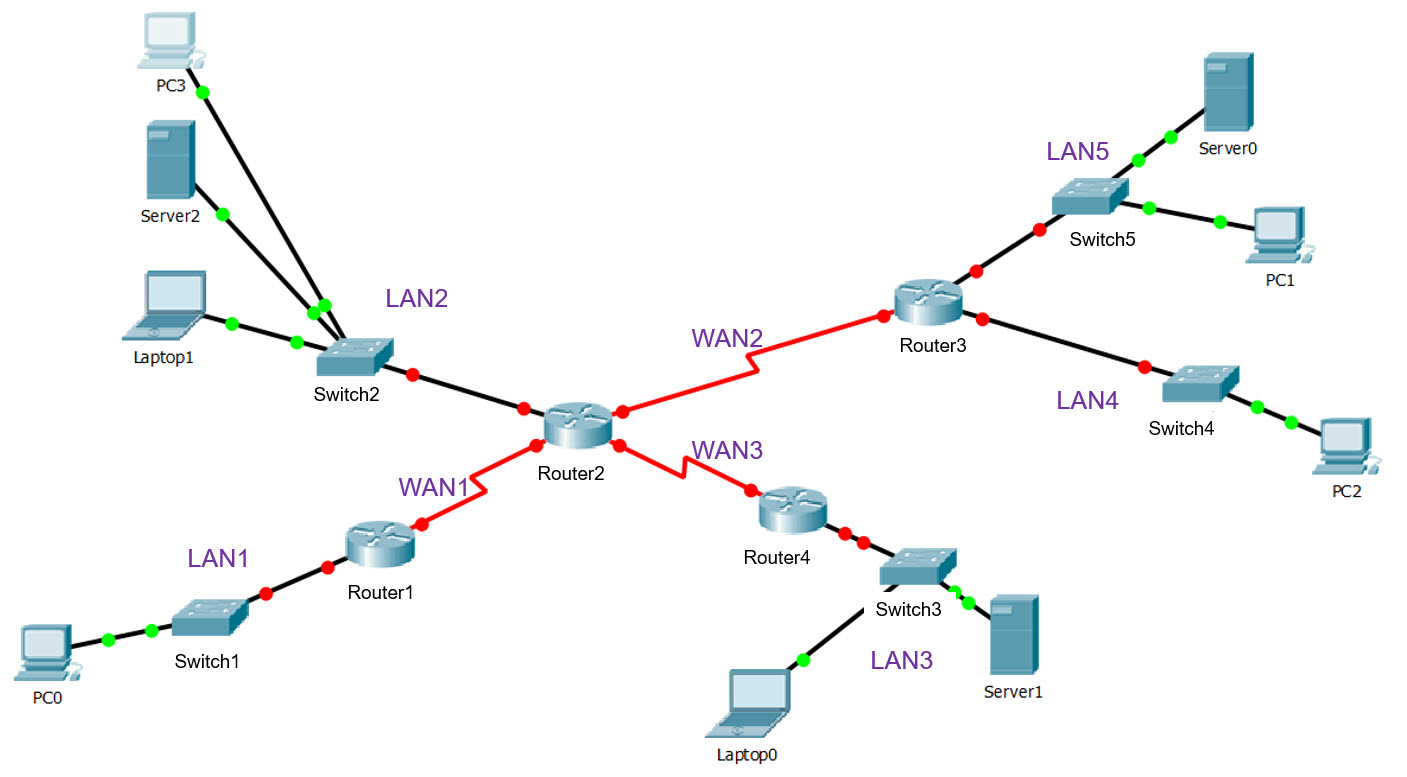 PC3
Server2
Laptop1
LAN2
Switch2
LAN5
Server0
Switch5
PC1
WAN2
Router3
LAN4
Switch4
PC2
Router2
WAN3
WAN1
Router4
LAN1
Router1
Switch1
PC0
Switch3
LAN3
Server1
Laptop0